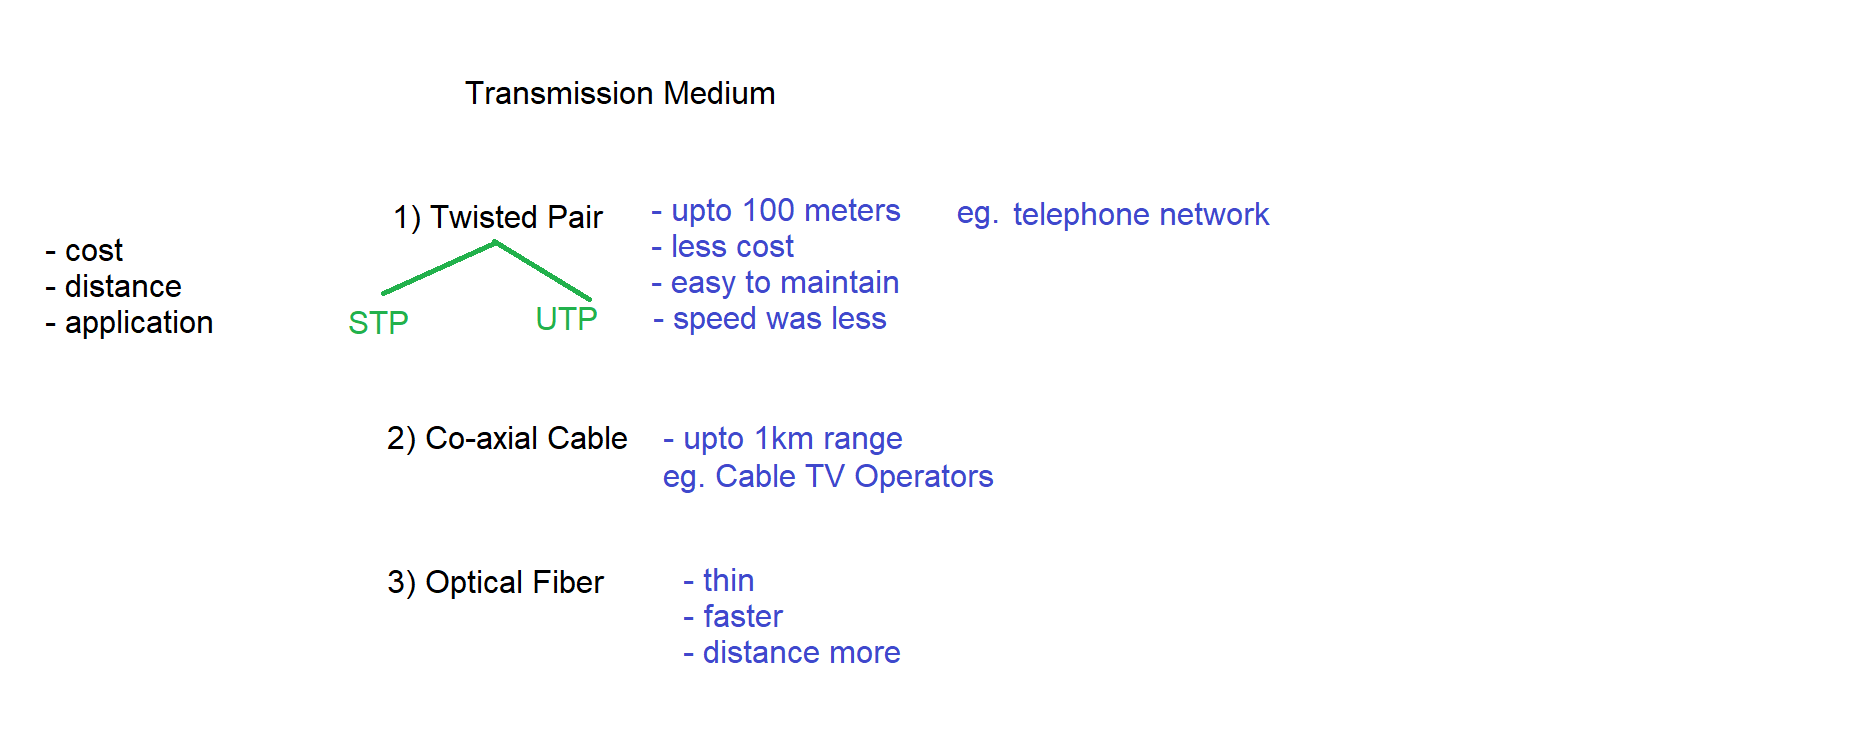 Transmission Medium
- cost
- distance
- application
1) Twisted Pair
STP
UTP
- upto 100 meters
- less cost
- easy to maintain
- speed was less
eg. telephone network
2) Co-axial Cable
- upto 1km range
eg. Cable TV Operators
3) Optical Fiber
- thin
- faster
- distance more